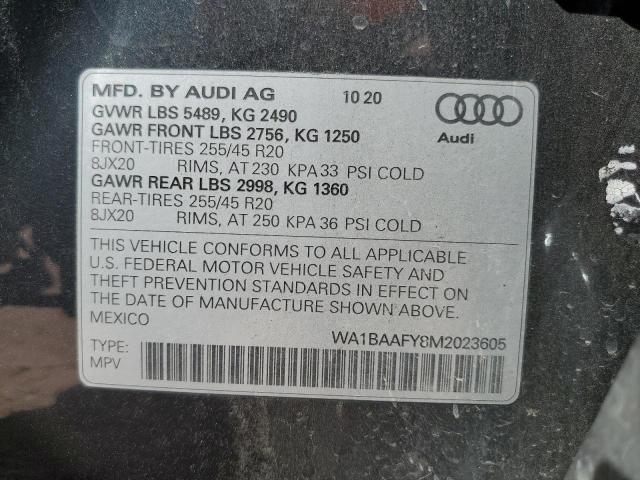 MFD. BY AUDI AG 10 20
GVWR LBS 5489, KG 2490
GAWR FRONT LBS 2756, KG 1250
FRONT-TIRES 255/45 R20
8JX20 RIMS, AT 230 KPA 33 PSI COLD
GAWR REAR LBS 2998, KG 1360
REAR-TIRES 255/45 R20
8JX20 RIMS, AT 250 KPA 36 PSI COLD
Audi
THIS VEHICLE CONFORMS TO ALL APPLICABLE
U.S. FEDERAL MOTOR VEHICLE SAFETY AND
THEFT PREVENTION STANDARDS IN EFFECT ON
THE DATE OF MANUFACTURE SHOWN ABOVE.
MEXICO
WA1BAAFY8M2023605
TYPE:
MPV